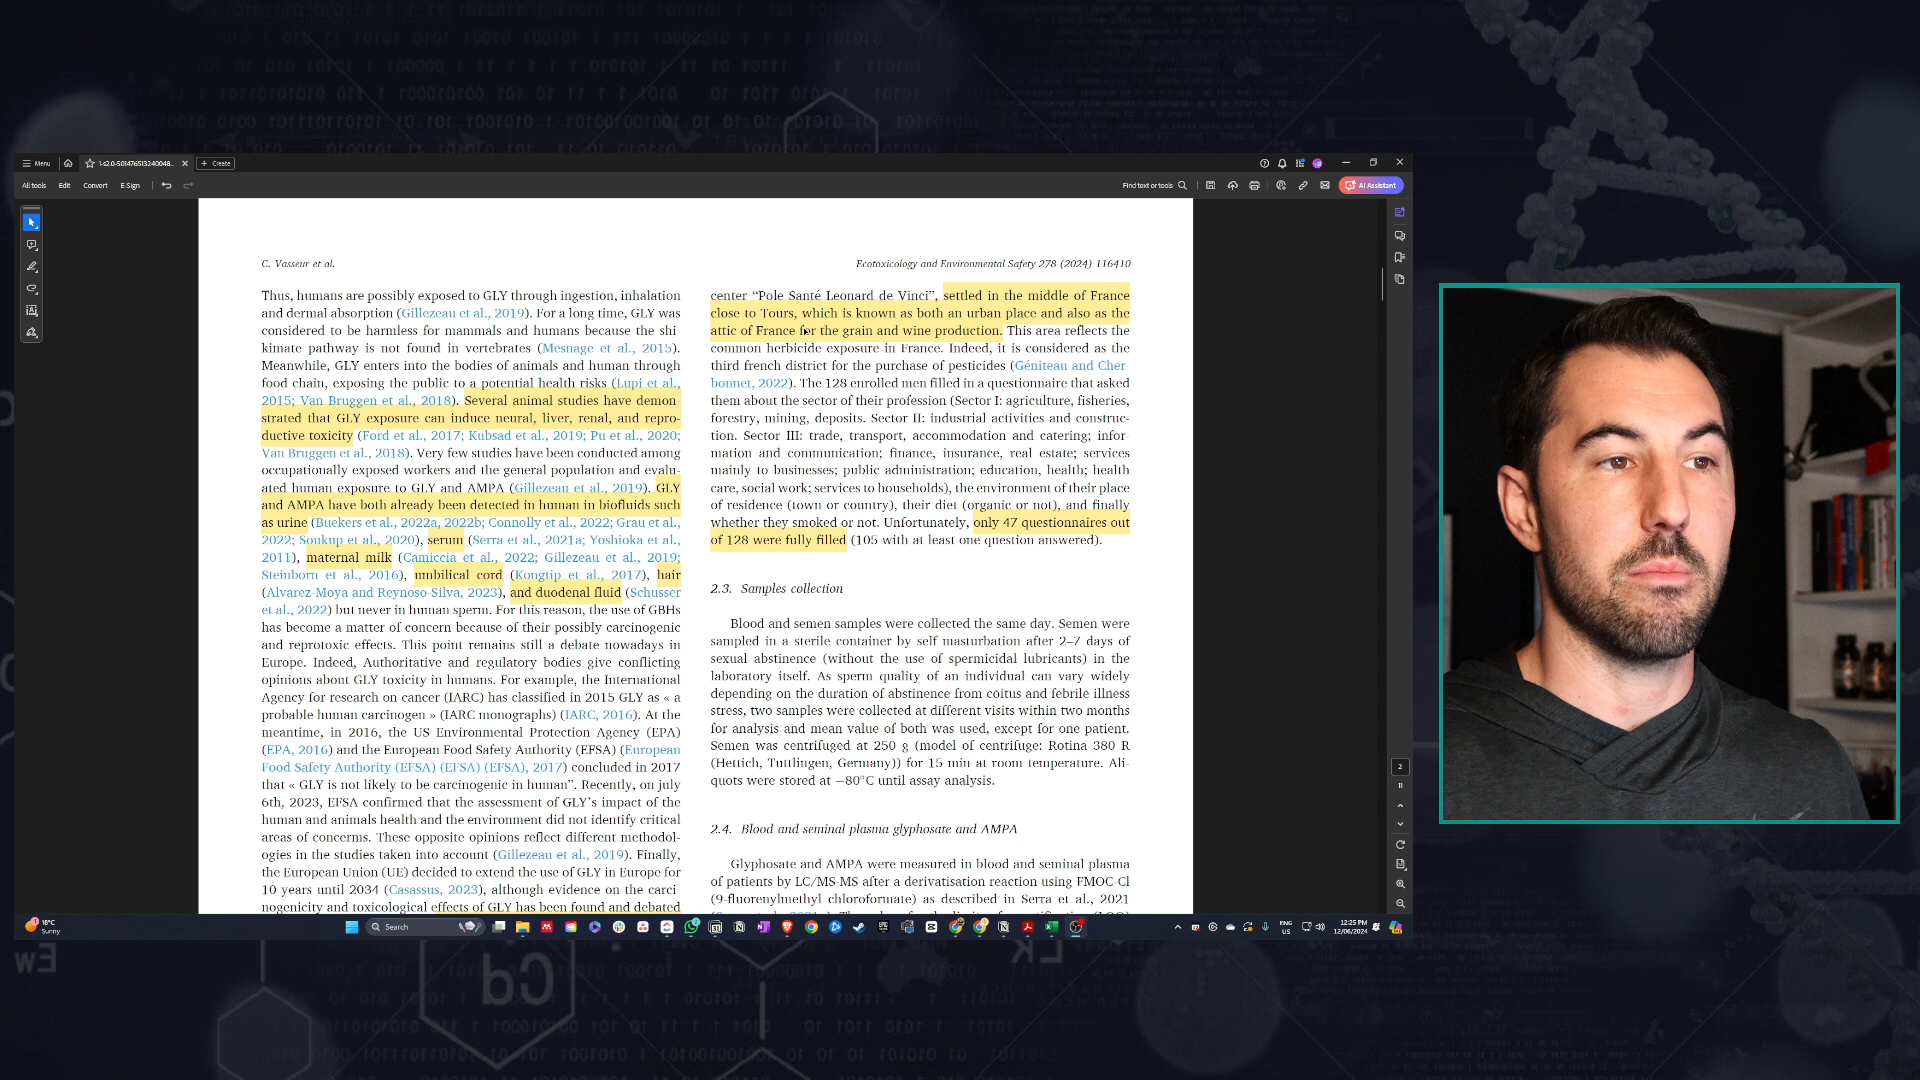 Menu
1-s2.0-S01476513240048...
Create
All tools
Edit
Convert
E-Sign
Find text or tools
AI Assistant
C. Vasseur et al.
Ecotoxicology and Environmental Safety 278 (2024) 116410
Thus, humans are possibly exposed to GLY through ingestion, inhalation
and dermal absorption (Gillezeau et al., 2019). For a long time, GLY was
considered to be harmless for mammals and humans because the shi
kimate pathway is not found in vertebrates (Mesnage et al., 2015).
Meanwhile, GLY enters into the bodies of animals and human through
food chain, exposing the public to a potential health risks (Lupi et al.,
2015; Van Bruggen et al., 2018). Several animal studies have demon
strated that GLY exposure can induce neural, liver, renal, and repro-
ductive toxicity (Ford et al., 2017; Kubsad et al., 2019; Pu et al., 2020;
Van Bruggen et al., 2018). Very few studies have been conducted among
occupationally exposed workers and the general population and evalu-
ated human exposure to GLY and AMPA (Gillezeau et al., 2019). GLY
and AMPA have both already been detected in human in biofluids such
as urine (Buekers et al., 2022a, 2022b; Connolly et al., 2022; Grau et al.,
2022; Soukup et al., 2020), serum (Serra et al., 2021a; Yoshioka et al.,
2011), maternal milk (Camiccia et al., 2022; Gillezeau et al., 2019;
Steinborn et al., 2016), umbilical cord (Kongtip et al., 2017), hair
(Alvarez-Moya and Reynoso-Silva, 2023), and duodenal fluid (Schusser
et al., 2022) but never in human sperm. For this reason, the use of GBHs
has become a matter of concern because of their possibly carcinogenic
and reprotoxic effects. This point remains still a debate nowadays in
Europe. Indeed, Authoritative and regulatory bodies give conflicting
opinions about GLY toxicity in humans. For example, the International
Agency for research on cancer (IARC) has classified in 2015 GLY as « a
probable human carcinogen » (IARC monographs) (IARC, 2016). At the
meantime, in 2016, the US Environmental Protection Agency (EPA)
(EPA, 2016) and the European Food Safety Authority (EFSA) (European
Food Safety Authority (EFSA) (EFSA) (EFSA), 2017) concluded in 2017
that « GLY is not likely to be carcinogenic in human”. Recently, on july
6th, 2023, EFSA confirmed that the assessment of GLY’s impact of the
human and animals health and the environment did not identify critical
areas of concerns. These opposite opinions reflect different methodol-
ogies in the studies taken into account (Gillezeau et al., 2019). Finally,
the European Union (UE) decided to extend the use of GLY in Europe for
10 years until 2034 (Casassus, 2023), although evidence on the carci
nogenicity and toxicological effects of GLY has been found and debated
center “Pole Santé Leonard de Vinci”, settled in the middle of France
close to Tours, which is known as both an urban place and also as the
attic of France for the grain and wine production. This area reflects the
common herbicide exposure in France. Indeed, it is considered as the
third french district for the purchase of pesticides (Géniteau and Cher
bonnet, 2022). The 128 enrolled men filled in a questionnaire that asked
them about the sector of their profession (Sector I: agriculture, fisheries,
forestry, mining, deposits. Sector II: industrial activities and construc-
tion. Sector III: trade, transport, accommodation and catering; infor-
mation and communication; finance, insurance, real estate; services
mainly to businesses; public administration; education, health; health
care, social work; services to households), the environment of their place
of residence (town or country), their diet (organic or not), and finally
whether they smoked or not. Unfortunately, only 47 questionnaires out
of 128 were fully filled (105 with at least one question answered).
2.3. Samples collection
Blood and semen samples were collected the same day. Semen were
sampled in a sterile container by self masturbation after 2–7 days of
sexual abstinence (without the use of spermicidal lubricants) in the
laboratory itself. As sperm quality of an individual can vary widely
depending on the duration of abstinence from coitus and febrile illness
stress, two samples were collected at different visits within two months
for analysis and mean value of both was used, except for one patient.
Semen was centrifuged at 250 g (model of centrifuge: Rotina 380 R
(Hettich, Tuttlingen, Germany)) for 15 min at room temperature. Ali-
quots were stored at −80°C until assay analysis.
2.4. Blood and seminal plasma glyphosate and AMPA
Glyphosate and AMPA were measured in blood and seminal plasma
of patients by LC/MS-MS after a derivatisation reaction using FMOC-Cl
(9-fluorenylmethyl chloroformate) as described in Serra et al., 2021
2
11
18°C
Sunny
Search
ENG
US
12:25 PM
12/06/2024
Cd